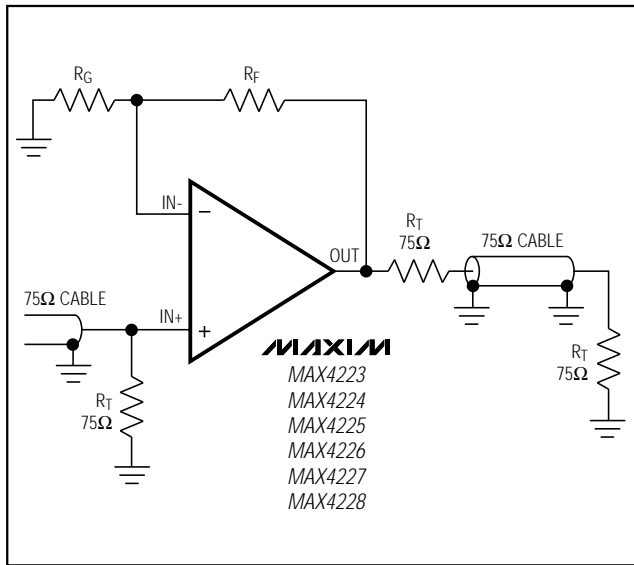 RG
RF
IN-
−
OUT
RT
75Ω
75Ω CABLE
75Ω CABLE
IN+
+
RT
75Ω
RT
75Ω
MAXIM
MAX4223
MAX4224
MAX4225
MAX4226
MAX4227
MAX4228